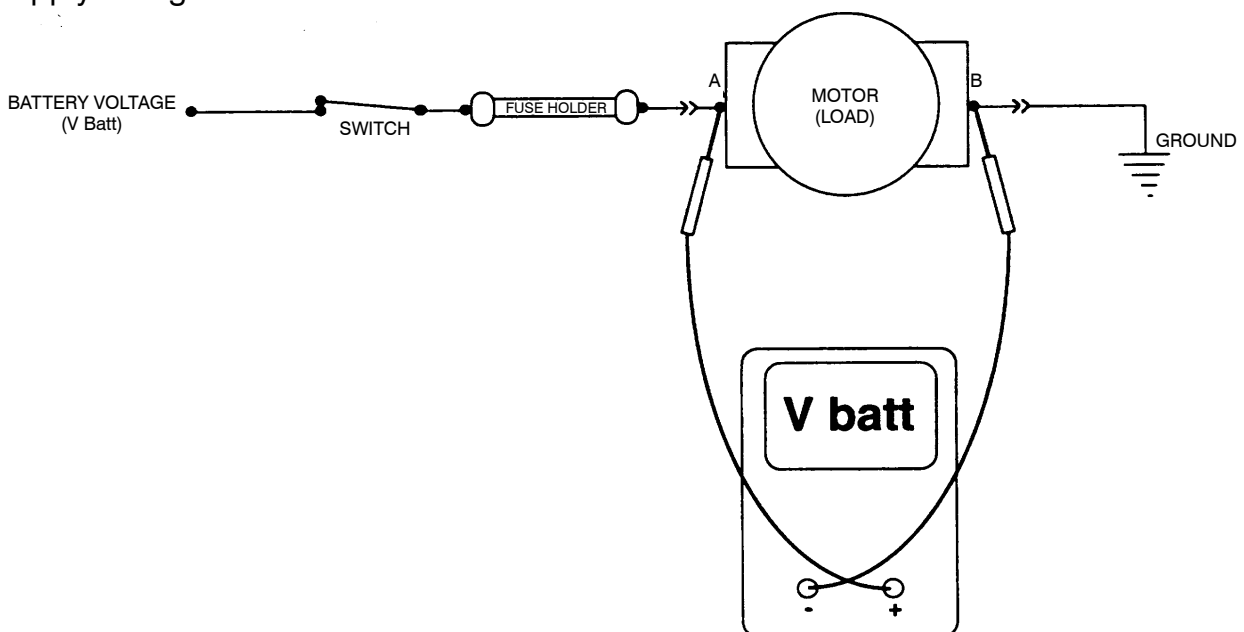 BATTERY VOLTAGE
(V Batt)
SWITCH
FUSE HOLDER
A
MOTOR
(LOAD)
B
GROUND
V batt
- +